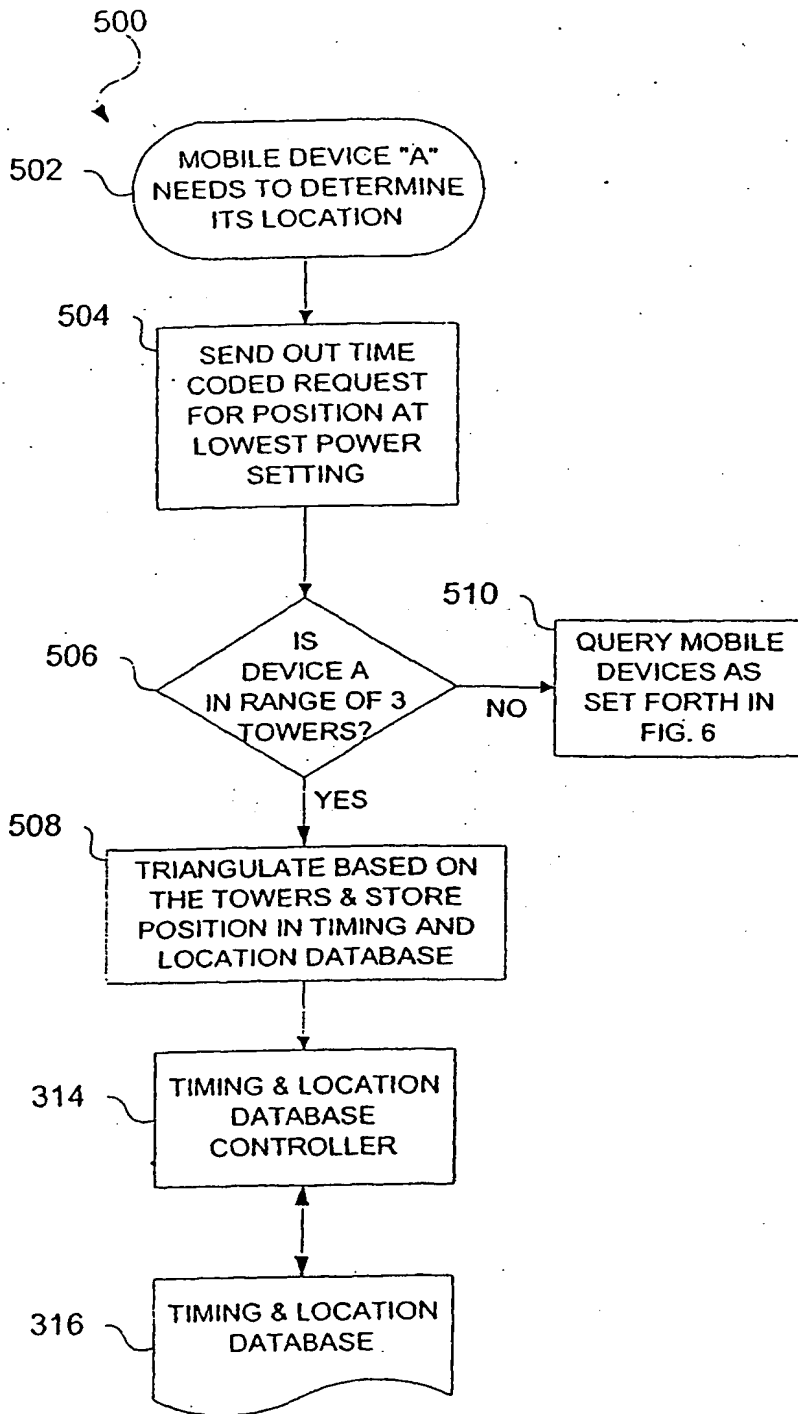 500
502
MOBILE DEVICE "A"
NEEDS TO DETERMINE
ITS LOCATION
504
SEND OUT TIME
CODED REQUEST
FOR POSITION AT
LOWEST POWER
SETTING
506
IS
DEVICE A
IN RANGE OF 3
TOWERS?
NO
510
QUERY MOBILE
DEVICES AS
SET FORTH IN
FIG. 6
YES
508
TRIANGULATE BASED ON
THE TOWERS & STORE
POSITION IN TIMING AND
LOCATION DATABASE
314
TIMING & LOCATION
DATABASE
CONTROLLER
316
TIMING & LOCATION
DATABASE